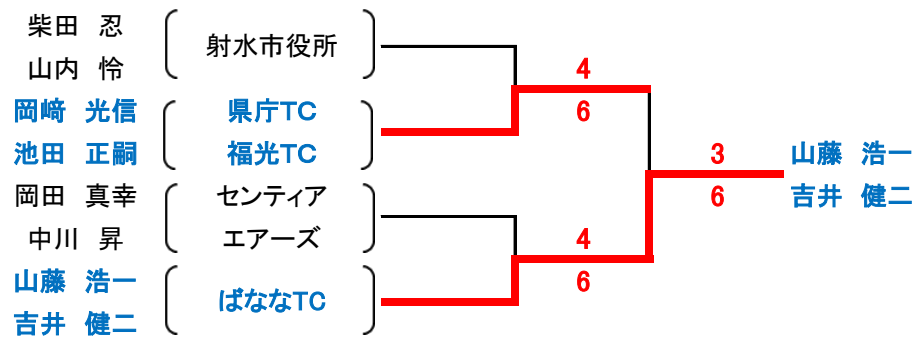 柴田　忍
山内　怜
射水市役所
岡﨑　光信
池田　正嗣
県庁TC
福光TC
岡田　真幸
中川　昇
センティア
エアーズ
山藤　浩一
吉井　健二
ばななTC
4
6
4
6
3
6
山藤　浩一
吉井　健二